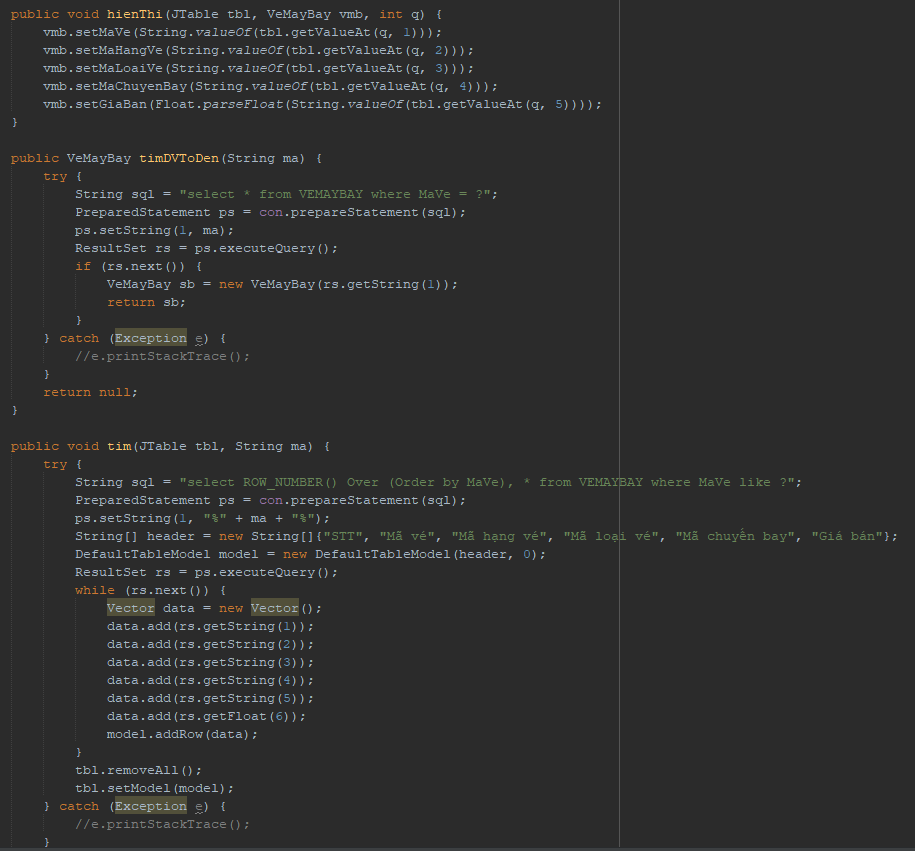 public void hienThi(JTable tbl, VeMayBay vmb, int q) {
    vmb.setMaVe(String.valueOf(tbl.getValueAt(q, 1)));
    vmb.setMaHangVe(String.valueOf(tbl.getValueAt(q, 2)));
    vmb.setMaLoaiVe(String.valueOf(tbl.getValueAt(q, 3)));
    vmb.setMaChuyenBay(String.valueOf(tbl.getValueAt(q, 4)));
    vmb.setGiaBan(Float.parseFloat(String.valueOf(tbl.getValueAt(q, 5))));
}
public VeMayBay timDVToDen(String ma) {
    try {
        String sql = "select * from VEMAYBAY where MaVe = ?";
        PreparedStatement ps = con.prepareStatement(sql);
        ps.setString(1, ma);
        ResultSet rs = ps.executeQuery();
        if (rs.next()) {
            VeMayBay sb = new VeMayBay(rs.getString(1));
            return sb;
        }
    } catch (Exception e) {
        //e.printStackTrace();
    }
    return null;
}
public void tim(JTable tbl, String ma) {
    try {
        String sql = "select ROW_NUMBER() Over (Order by MaVe), * from VEMAYBAY where MaVe like ?";
        PreparedStatement ps = con.prepareStatement(sql);
        ps.setString(1, "%" + ma + "%");
        String[] header = new String[]{"STT", "Mã vé", "Mã hạng vé", "Mã loại vé", "Mã chuyến bay", "Giá bán"};
        DefaultTableModel model = new DefaultTableModel(header, 0);
        ResultSet rs = ps.executeQuery();
        while (rs.next()) {
            Vector data = new Vector();
            data.add(rs.getString(1));
            data.add(rs.getString(2));
            data.add(rs.getString(3));
            data.add(rs.getString(4));
            data.add(rs.getString(5));
            data.add(rs.getFloat(6));
            model.addRow(data);
        }
        tbl.removeAll();
        tbl.setModel(model);
    } catch (Exception e) {
        //e.printStackTrace();
    }